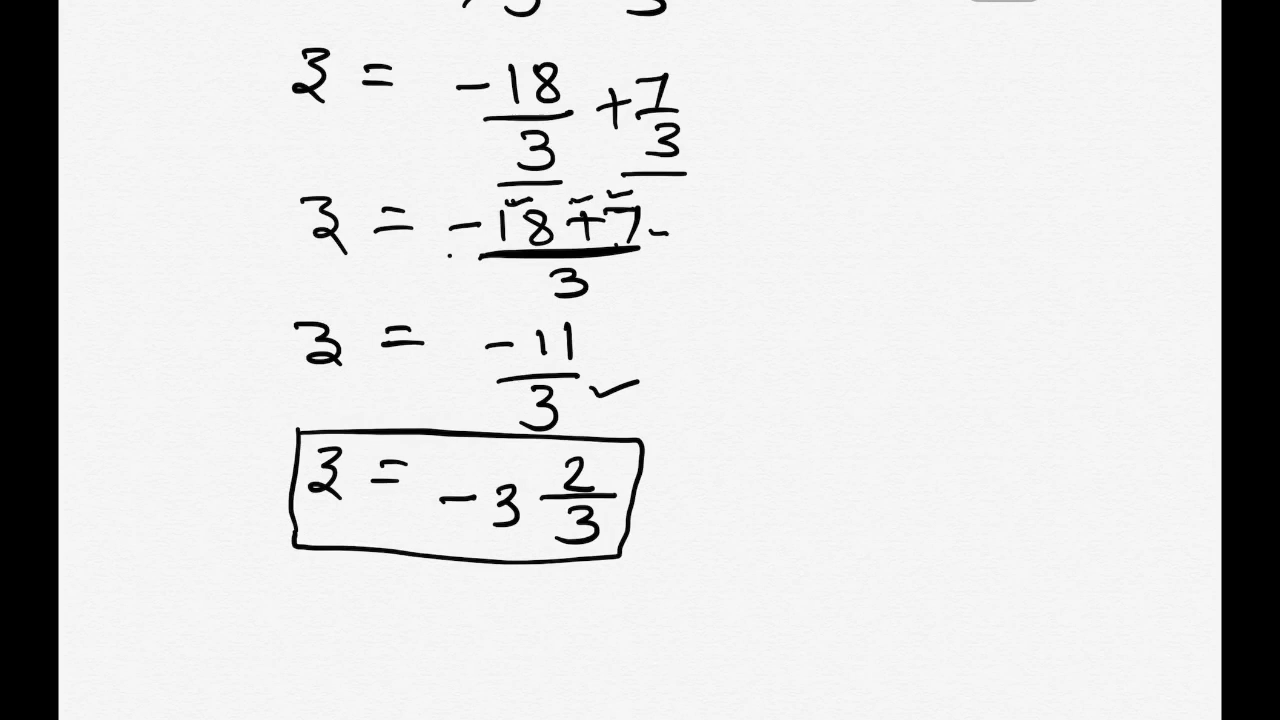 z = -18/3 + 7/3
z = -18+7/3
z = -11/3 ✓
z = -3 2/3